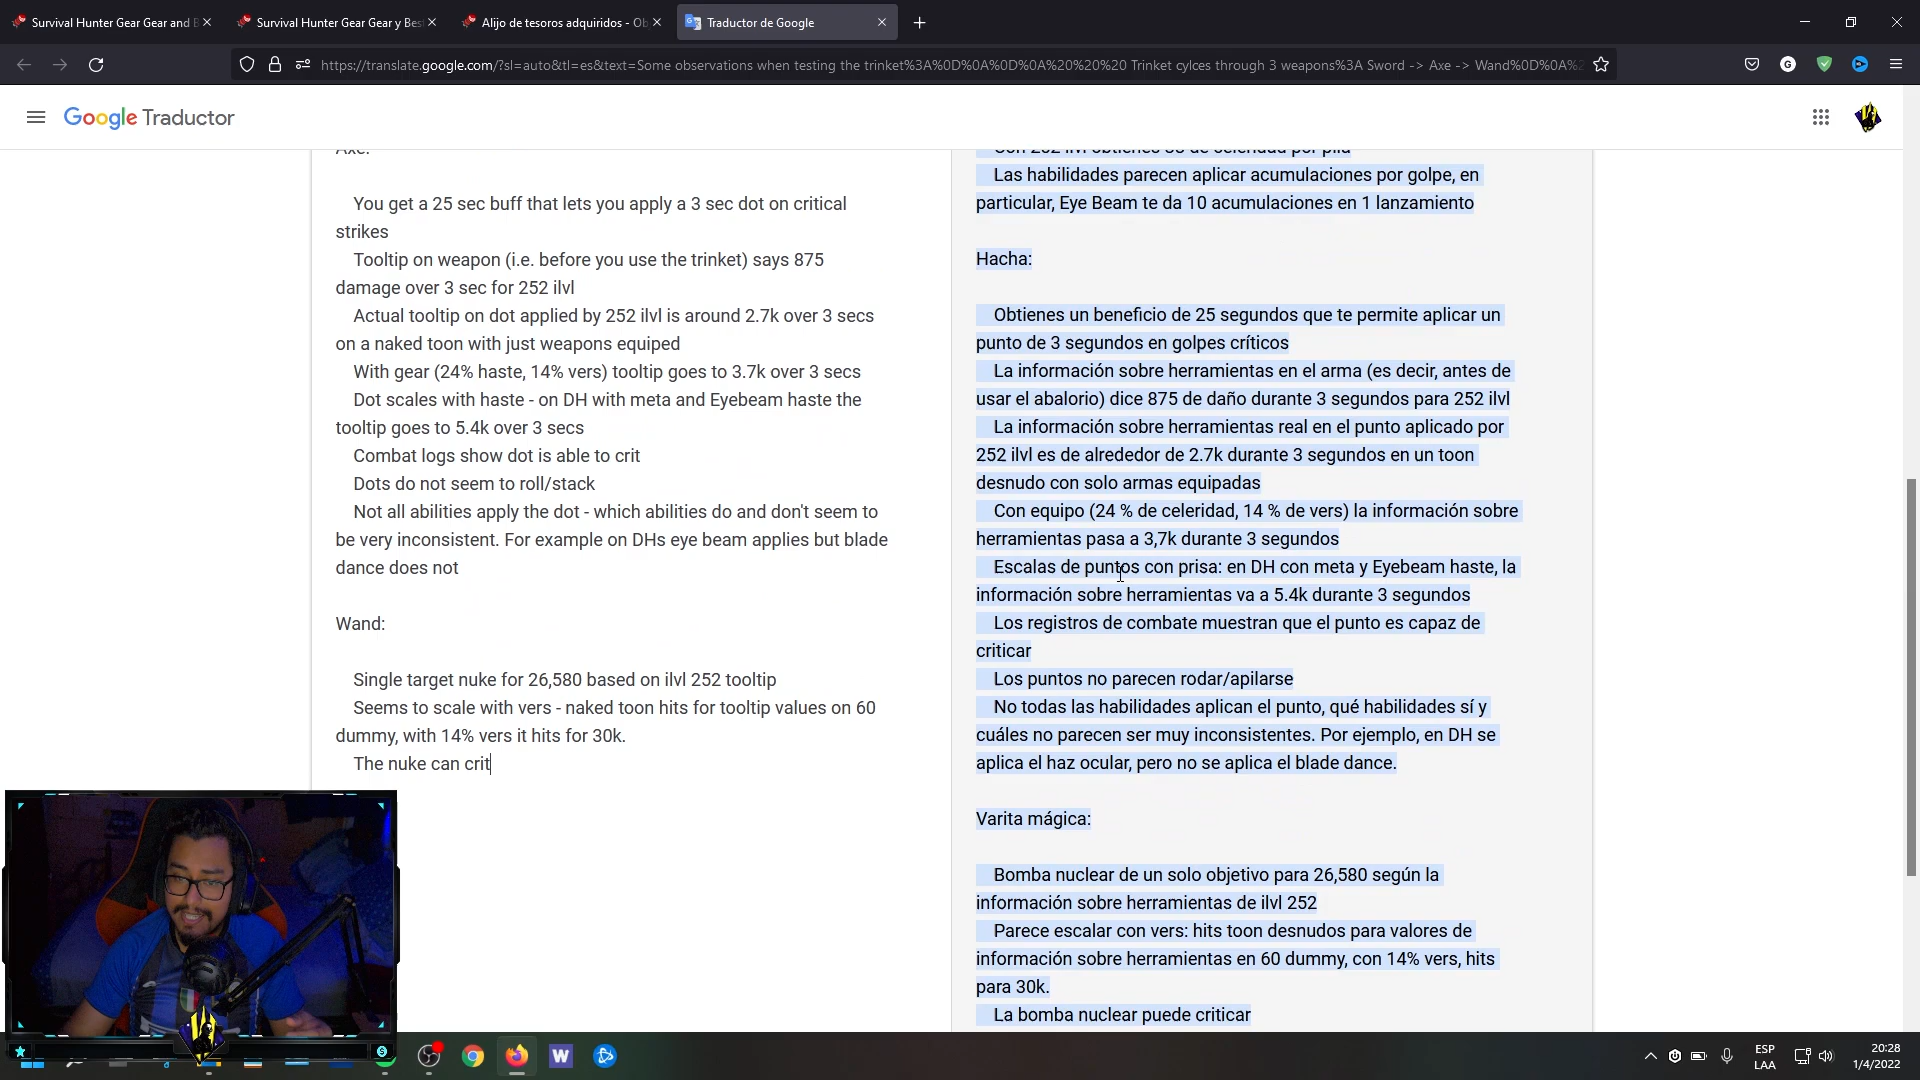 Survival Hunter Gear Gear and B
Survival Hunter Gear Gear y Bes
Alijo de tesoros adquiridos - Ob
Traductor de Google
https://translate.google.com/?sl=auto&tl=es&text=Some observations when testing the trinket%3A%0D%0A%0D%0A%20%20%20 Trinket cylces through 3 weapons%3A Sword -> Axe -> Wand%0D%0A%2
Google Traductor
Axe:
You get a 25 sec buff that lets you apply a 3 sec dot on critical
strikes
Tooltip on weapon (i.e. before you use the trinket) says 875
damage over 3 sec for 252 ilvl
Actual tooltip on dot applied by 252 ilvl is around 2.7k over 3 secs
on a naked toon with just weapons equiped
With gear (24% haste, 14% vers) tooltip goes to 3.7k over 3 secs
Dot scales with haste - on DH with meta and Eyebeam haste the
tooltip goes to 5.4k over 3 secs
Combat logs show dot is able to crit
Dots do not seem to roll/stack
Not all abilities apply the dot - which abilities do and don't seem to
be very inconsistent. For example on DHs eye beam applies but blade
dance does not
Wand:
Single target nuke for 26,580 based on ilvl 252 tooltip
Seems to scale with vers - naked toon hits for tooltip values on 60
dummy, with 14% vers it hits for 30k.
The nuke can crit
Con 252 ilvl obtienes 35 de celeridad por pila
Las habilidades parecen aplicar acumulaciones por golpe, en
particular, Eye Beam te da 10 acumulaciones en 1 lanzamiento
Hacha:
Obtienes un beneficio de 25 segundos que te permite aplicar un
punto de 3 segundos en golpes críticos
La información sobre herramientas en el arma (es decir, antes de
usar el abalorio) dice 875 de daño durante 3 segundos para 252 ilvl
La información sobre herramientas real en el punto aplicado por
252 ilvl es de alrededor de 2.7k durante 3 segundos en un toon
desnudo con solo armas equipadas
Con equipo (24 % de celeridad, 14 % de vers) la información sobre
herramientas pasa a 3,7k durante 3 segundos
Escalas de puntos con prisa: en DH con meta y Eyebeam haste, la
información sobre herramientas va a 5.4k durante 3 segundos
Los registros de combate muestran que el punto es capaz de
criticar
Los puntos no parecen rodar/apilarse
No todas las habilidades aplican el punto, qué habilidades sí y
cuáles no parecen ser muy inconsistentes. Por ejemplo, en DH se
aplica el haz ocular, pero no se aplica el blade dance.
Varita mágica:
Bomba nuclear de un solo objetivo para 26,580 según la
información sobre herramientas de ilvl 252
Parece escalar con vers: hits toon desnudos para valores de
información sobre herramientas en 60 dummy, con 14% vers, hits
para 30k.
La bomba nuclear puede criticar
ESP
LAA
20:28
1/4/2022